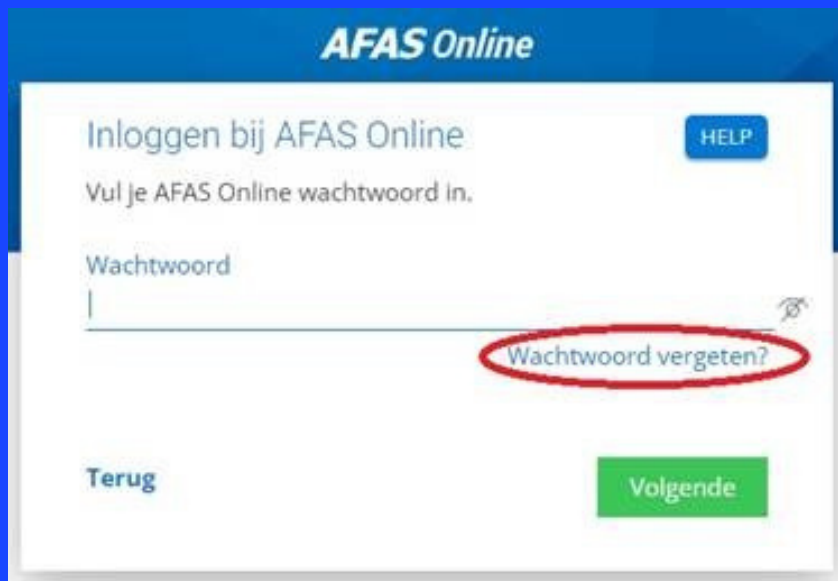 AFAS Online
Inloggen bij AFAS Online
HELP
Vul je AFAS Online wachtwoord in.
Wachtwoord
Wachtwoord vergeten?
Terug
Volgende